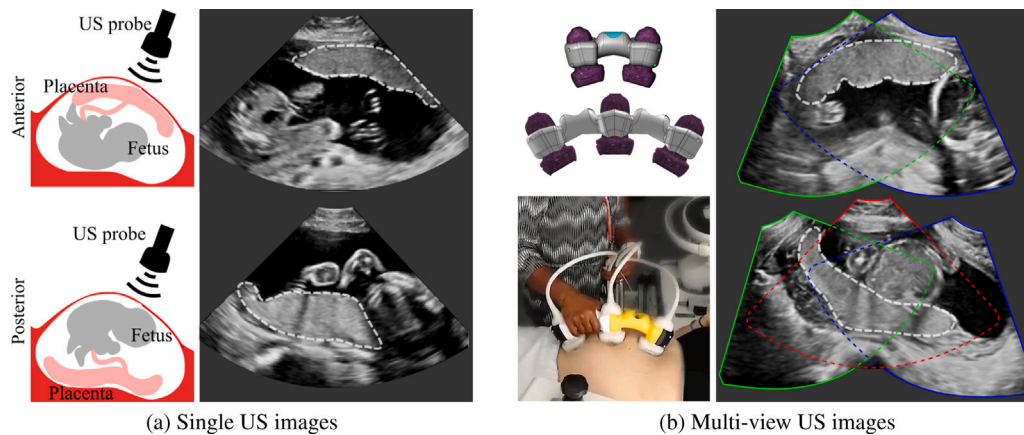 US probe
Placenta
Fetus
Anterior
US probe
Fetus
Placenta
Posterior
(a) Single US images
(b) Multi-view US images